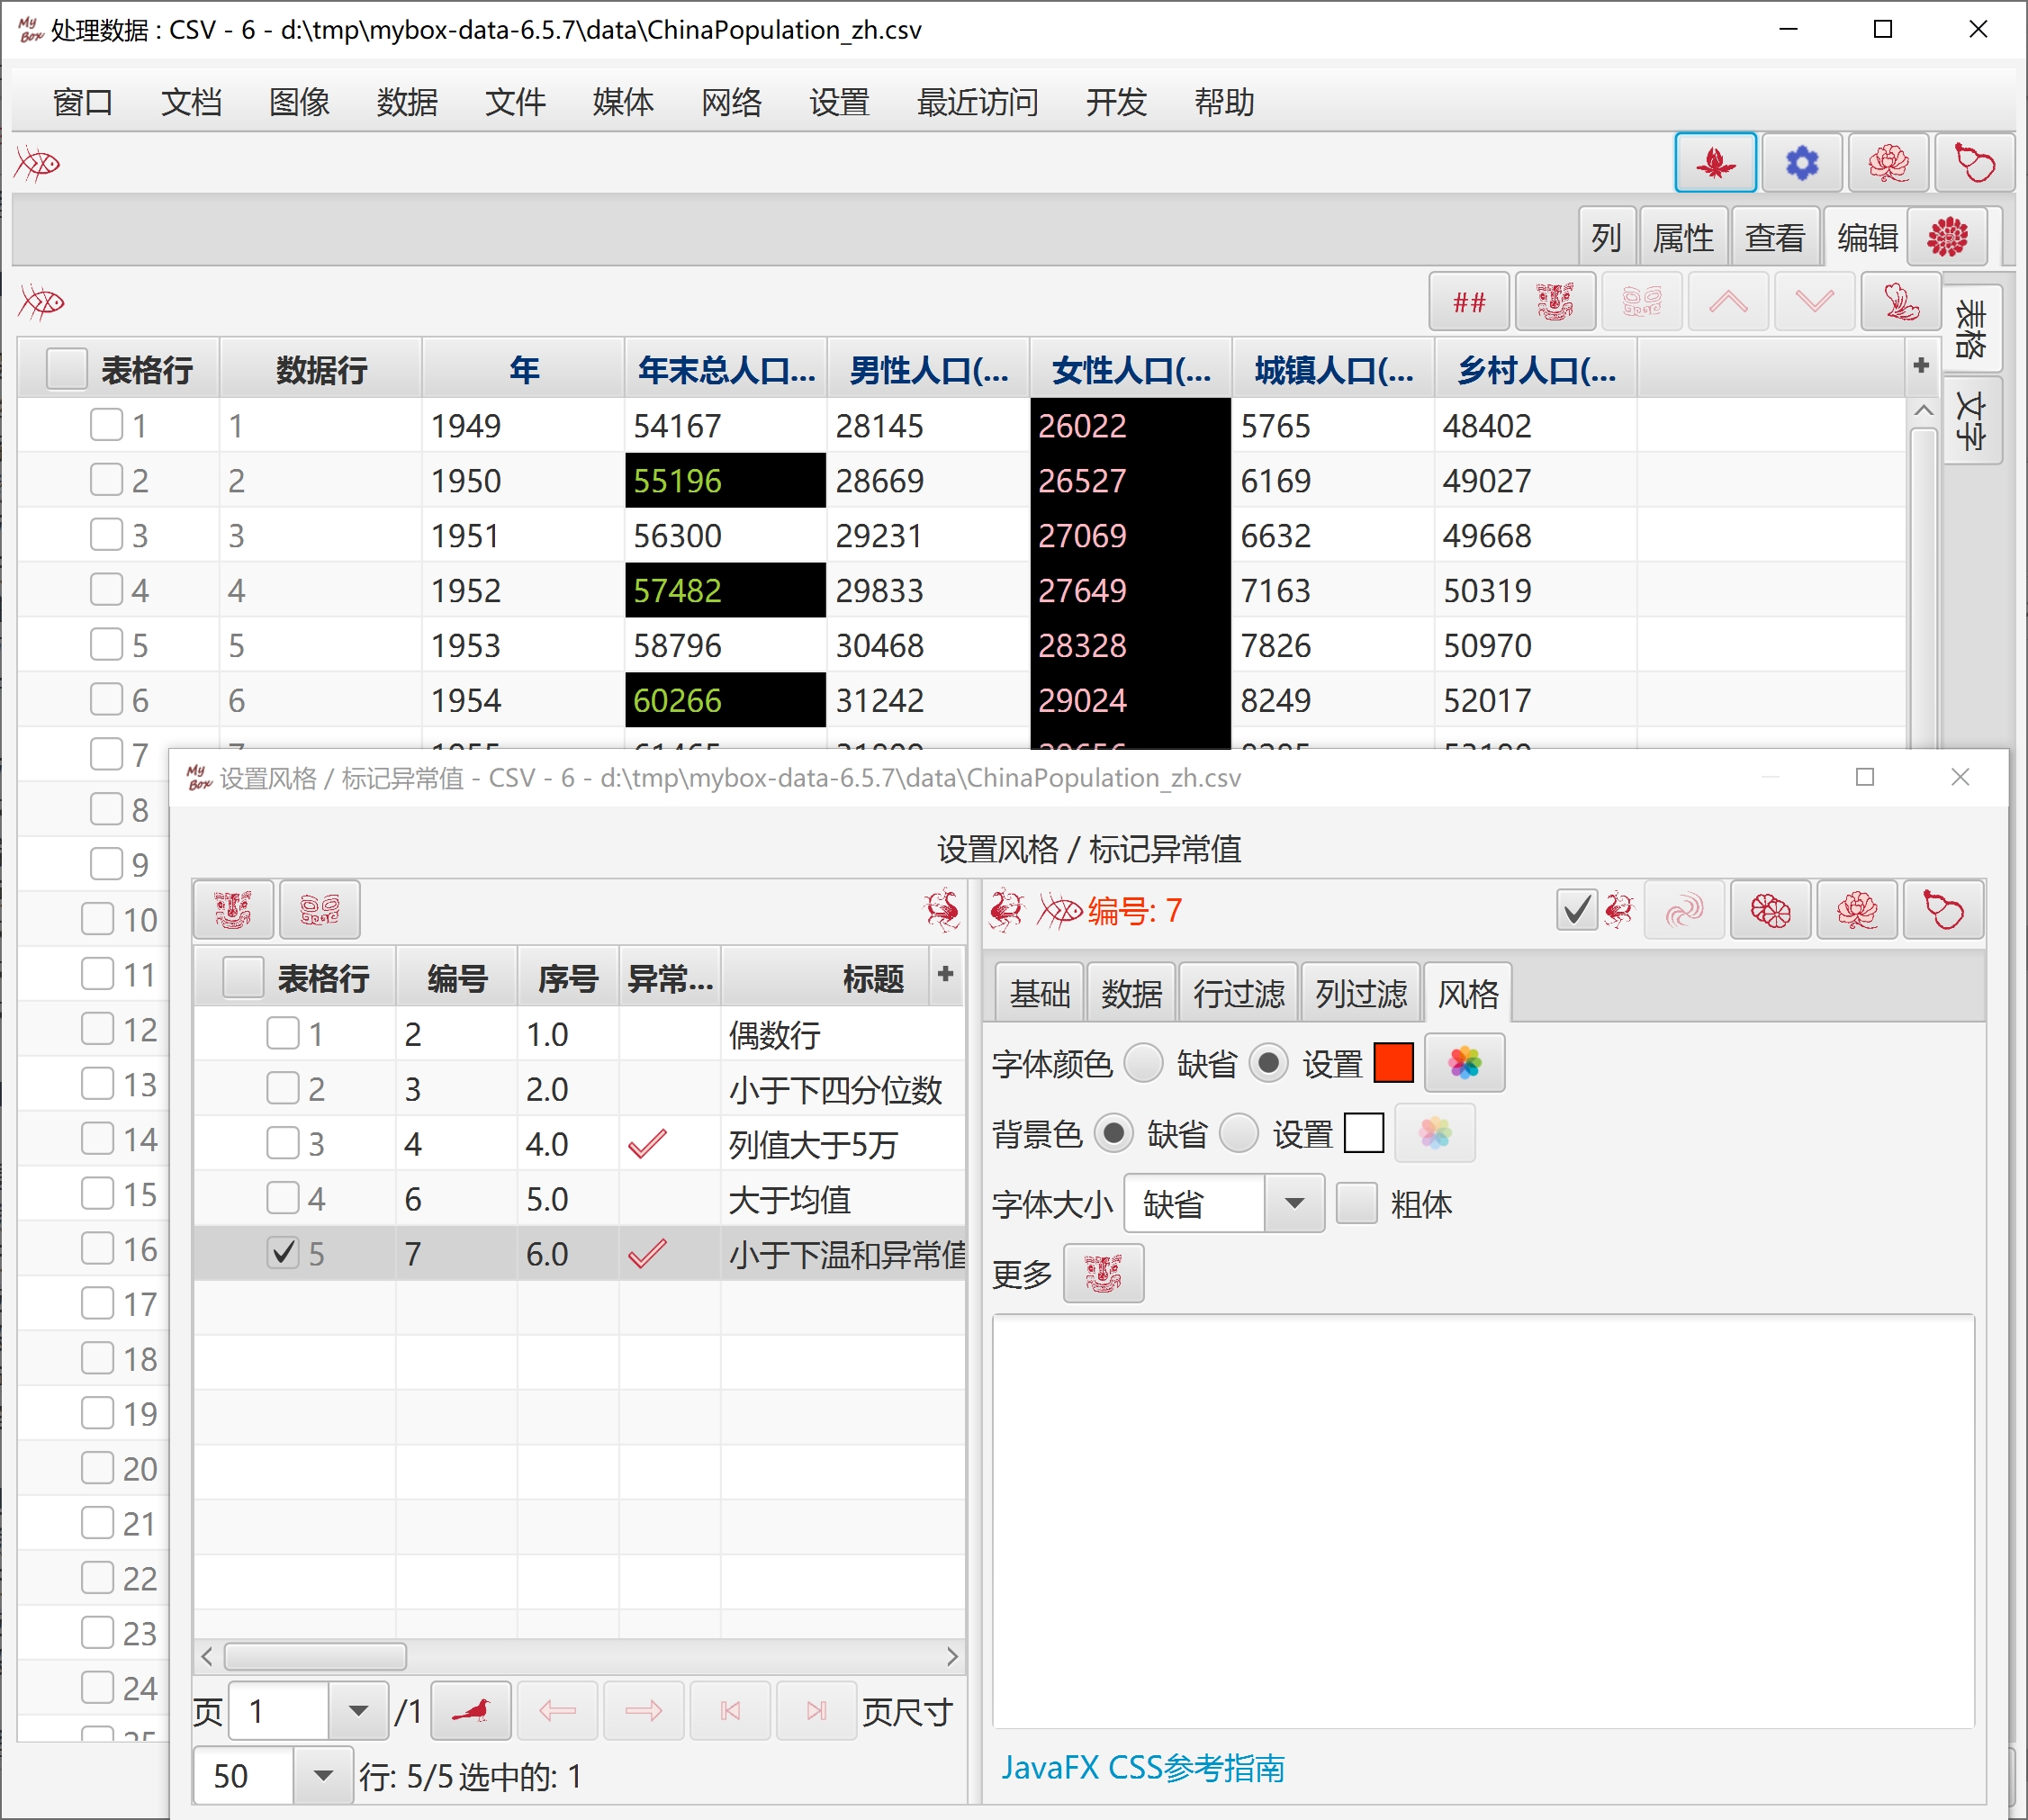 My Box 处理数据 : CSV - 6 - d:\tmp\mybox-data-6.5.7\data\ChinaPopulation_zh.csv
窗口 文档 图像 数据 文件 媒体 网络 设置 最近访问 开发 帮助
列 属性 查看 编辑
##
表格
文字
表格行 数据行 年 年末总人口... 男性人口(... 女性人口(... 城镇人口(... 乡村人口(... +
1 1 1949 54167 28145 26022 5765 48402
2 2 1950 55196 28669 26527 6169 49027
3 3 1951 56300 29231 27069 6632 49668
4 4 1952 57482 29833 27649 7163 50319
5 5 1953 58796 30468 28328 7826 50970
6 6 1954 60266 31242 29024 8249 52017
7
8
9
10
11
12
13
14
15
16
17
18
19
20
21
22
23
24
My Box 设置风格 / 标记异常值 - CSV - 6 - d:\tmp\mybox-data-6.5.7\data\ChinaPopulation_zh.csv
设置风格 / 标记异常值
表格行 编号 序号 异常... 标题 +
1 2 1.0 偶数行
2 3 2.0 小于下四分位数
3 4 4.0 列值大于5万
4 6 5.0 大于均值
5 7 6.0 小于下温和异常值
页 1 /1 页尺寸
50 行: 5/5 选中的: 1
编号: 7
基础 数据 行过滤 列过滤 风格
字体颜色 缺省 设置
背景色 缺省 设置
字体大小 缺省 粗体
更多
JavaFX CSS参考指南